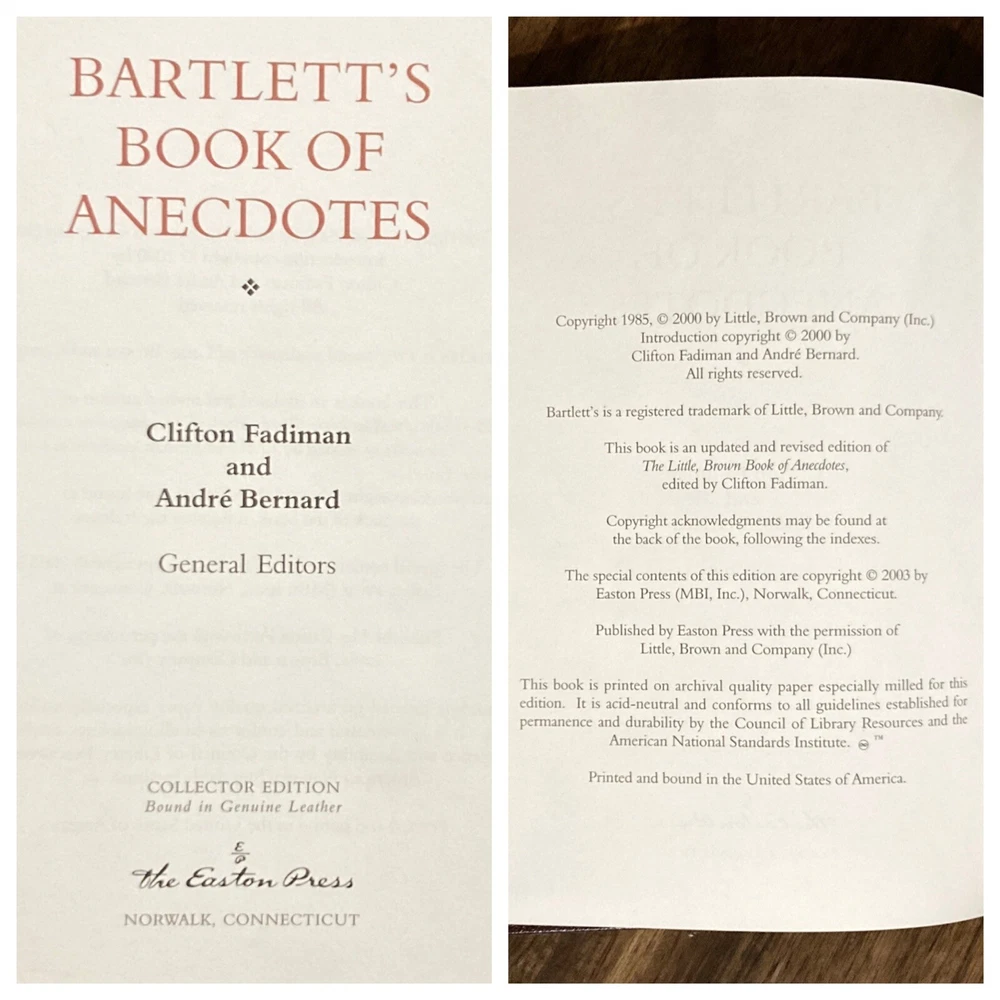 BARTLETT'S
BOOK OF
ANECDOTES
Clifton Fadiman
and
André Bernard
General Editors
COLLECTOR EDITION
Bound in Genuine Leather
the Easton Press
NORWALK, CONNECTICUT
Copyright 1985, © 2000 by Little, Brown and Company (Inc.)
Introduction copyright © 2000 by
Clifton Fadiman and André Bernard.
All rights reserved.
Bartlett's is a registered trademark of Little, Brown and Company.
This book is an updated and revised edition of
The Little, Brown Book of Anecdotes,
edited by Clifton Fadiman.
Copyright acknowledgments may be found at
the back of the book, following the indexes.
The special contents of this edition are copyright © 2003 by
Easton Press (MBI, Inc.), Norwalk, Connecticut.
Published by Easton Press with the permission of
Little, Brown and Company (Inc.)
This book is printed on archival quality paper especially milled for this
edition. It is acid-neutral and conforms to all guidelines established for
permanence and durability by the Council of Library Resources and the
American National Standards Institute. ♾ ™
Printed and bound in the United States of America.